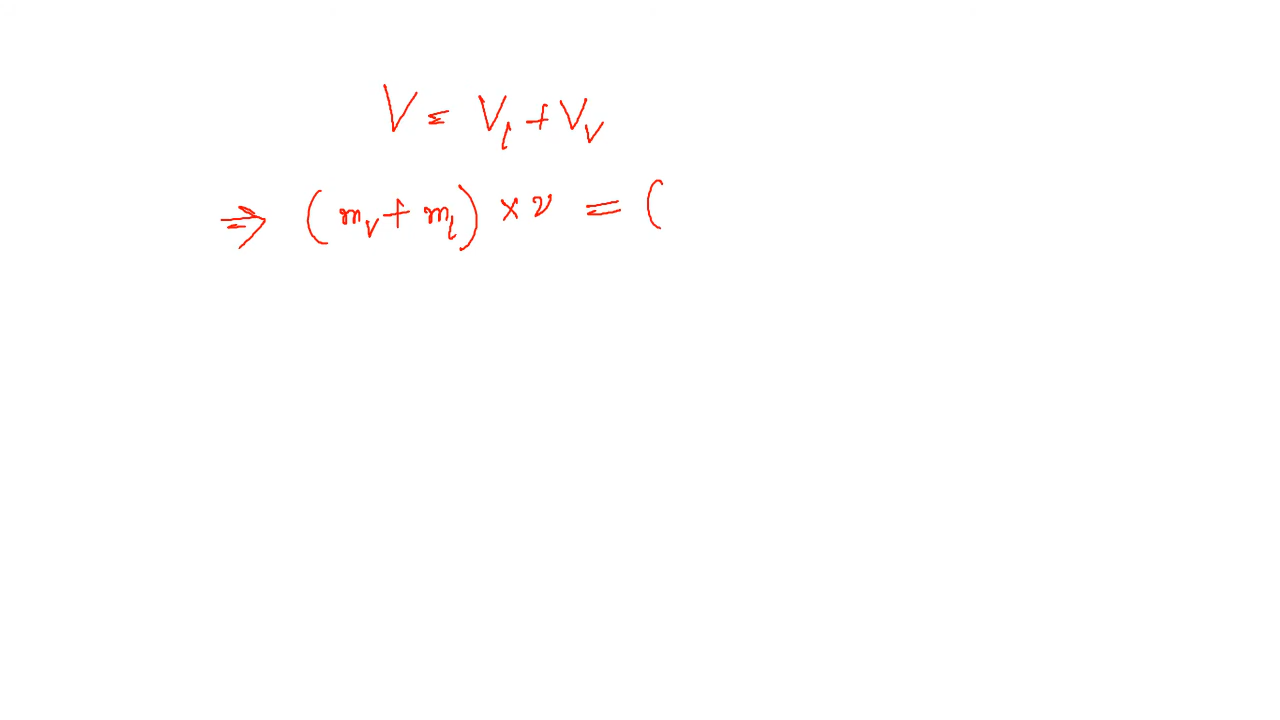 V = V_l + V_v
⇒ (m_v + m_l) × v = (